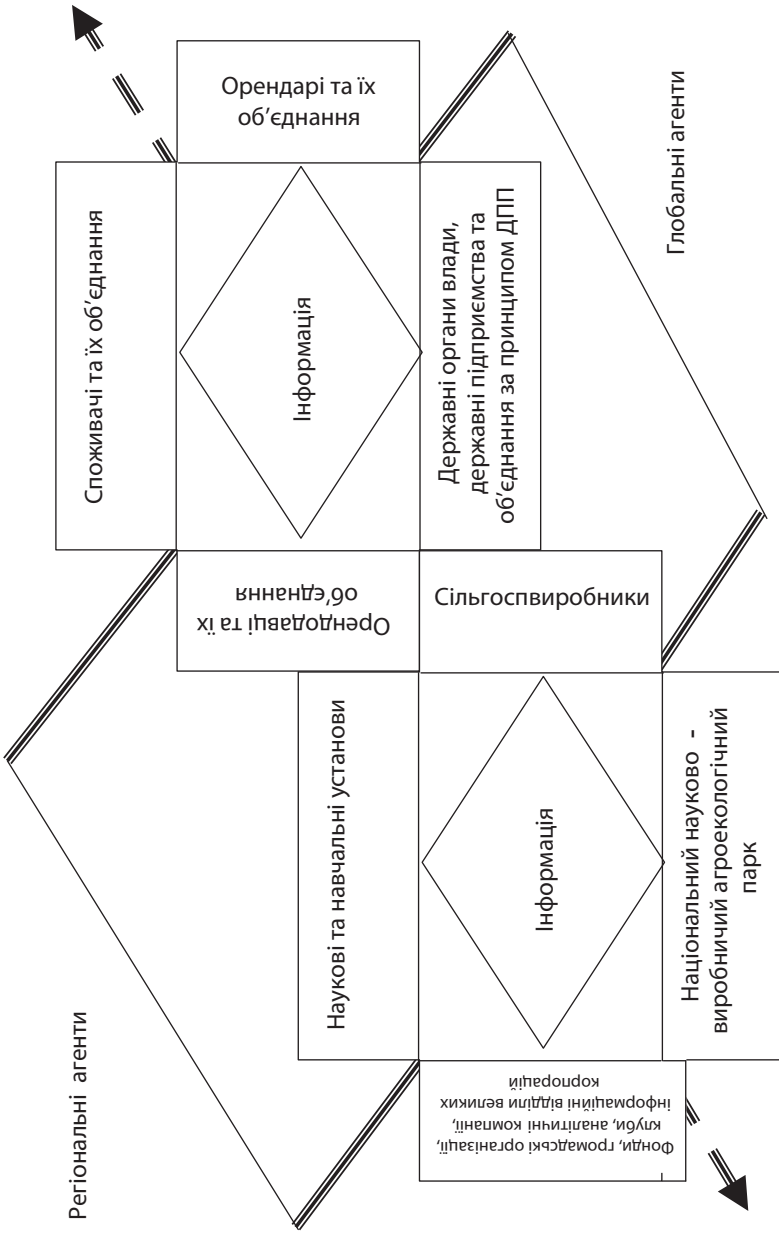 Регіональні агенти
Споживачі та їх об’єднання
Орендарі та їх
об’єднання
Інформація
Орендодавці та їх
об’єднання
Державні органи влади,
державні підприємства та
об’єднання за принципом ДПП
Глобальні агенти
Наукові та навчальні установи
Сільгоспвиробники
Інформація
Фонди, громадські організації,
клуби, аналітичні компанії,
інформаційні відділи великих
корпорацій
Національний науково -
виробничий агроекологічний
парк